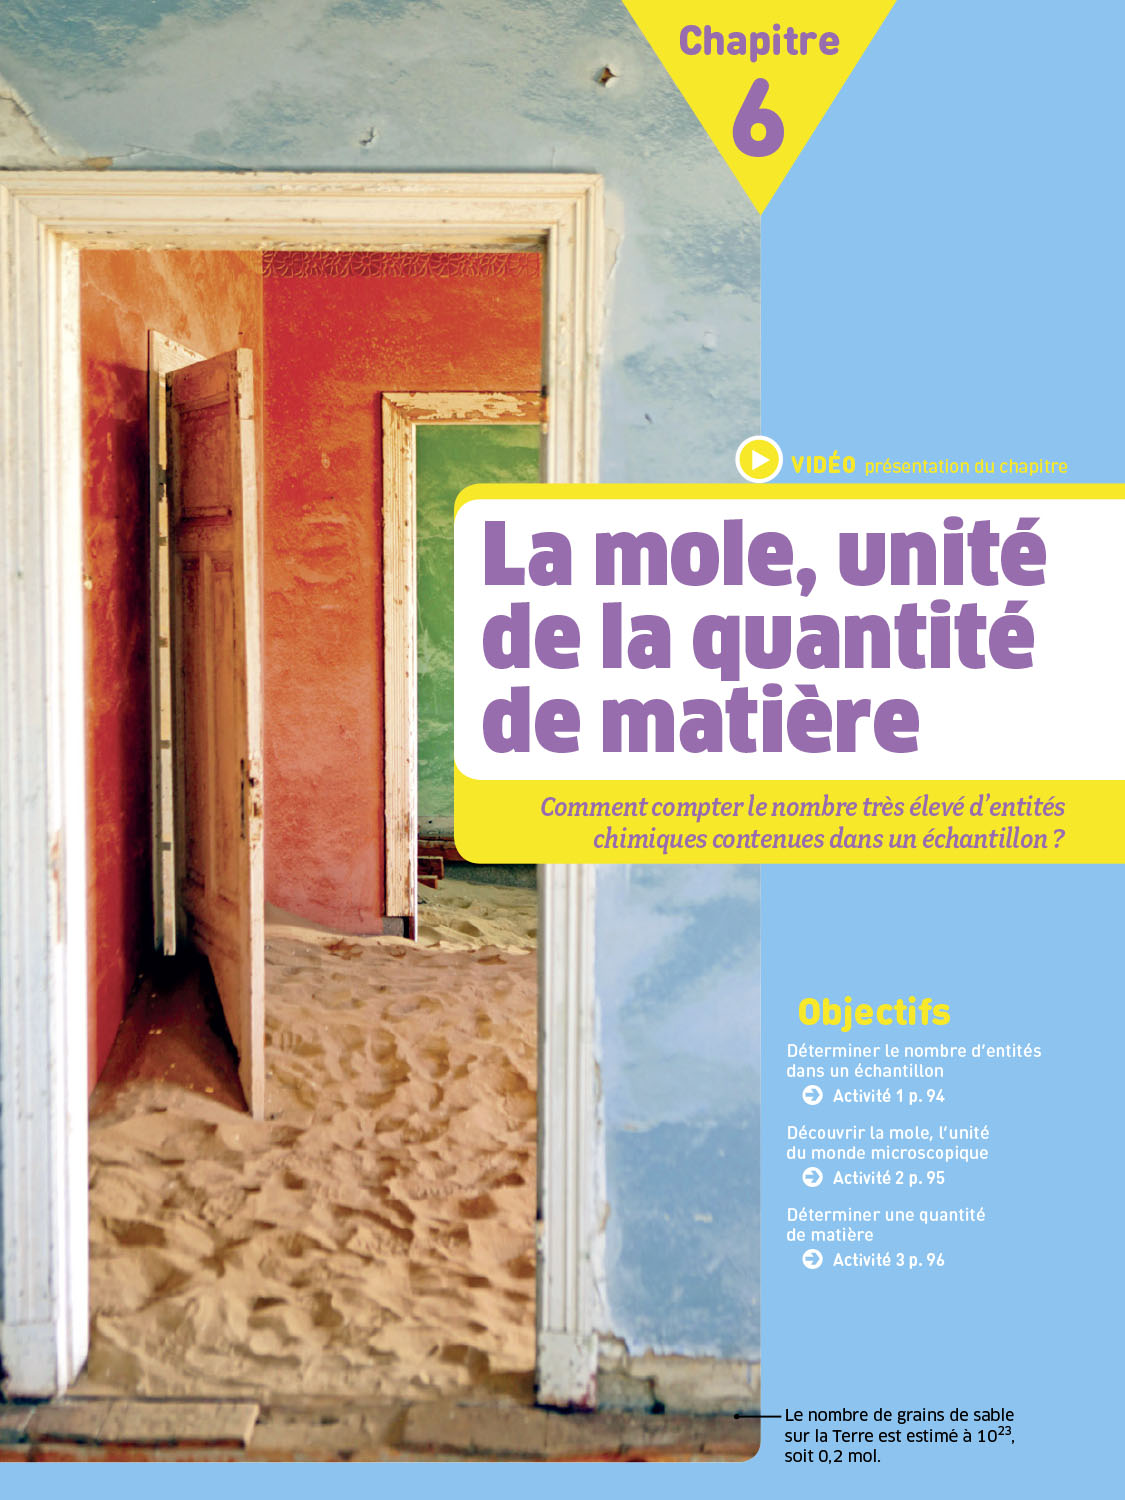 Chapitre
6
VIDÉO présentation du chapitre
La mole, unité
de la quantité
de matière
Comment compter le nombre très élevé d’entités
chimiques contenues dans un échantillon ?
Objectifs
Déterminer le nombre d’entités
dans un échantillon
Activité 1 p. 94
Découvrir la mole, l’unité
du monde microscopique
Activité 2 p. 95
Déterminer une quantité
de matière
Activité 3 p. 96
Le nombre de grains de sable
sur la Terre est estimé à 10²³,
soit 0,2 mol.